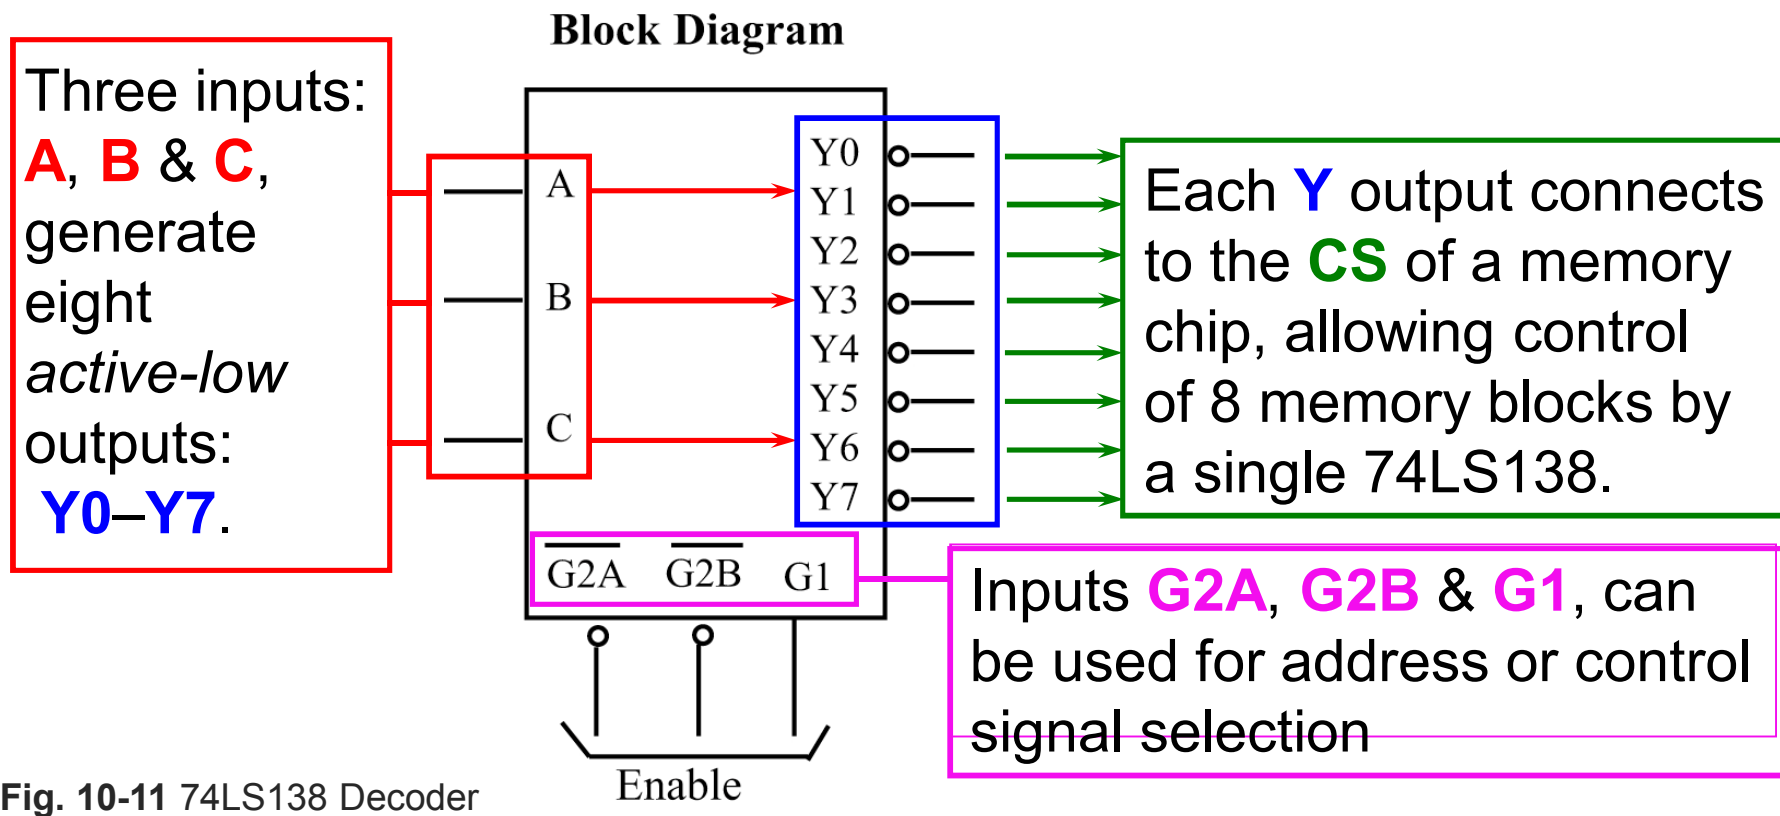 Block Diagram
Three inputs:
A, B & C,
generate
eight
active-low
outputs:
Y0–Y7.
A
B
C
Y0
Y1
Y2
Y3
Y4
Y5
Y6
Y7
Each Y output connects
to the CS of a memory
chip, allowing control
of 8 memory blocks by
a single 74LS138.
G2A G2B G1
Inputs G2A, G2B & G1, can
be used for address or control
signal selection
Enable
Fig. 10-11 74LS138 Decoder